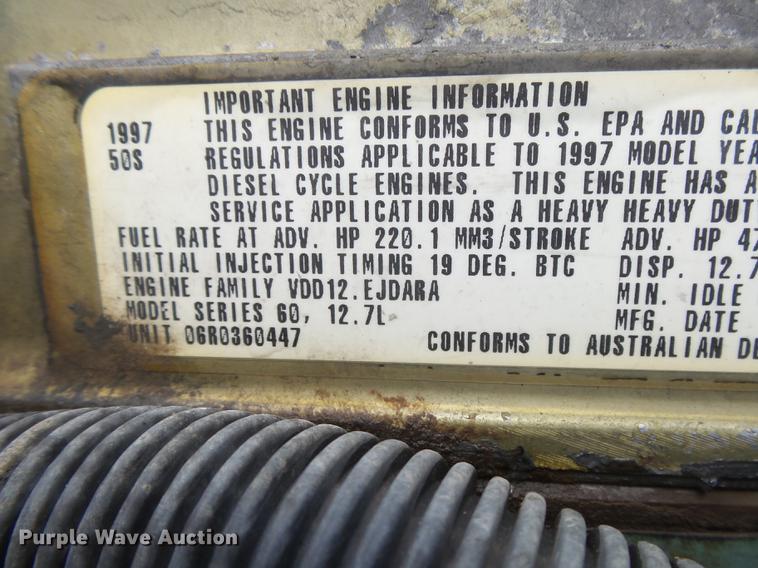 IMPORTANT ENGINE INFORMATION
1997 THIS ENGINE CONFORMS TO U.S. EPA AND CAL
50S REGULATIONS APPLICABLE TO 1997 MODEL YEA
DIESEL CYCLE ENGINES. THIS ENGINE HAS A
SERVICE APPLICATION AS A HEAVY HEAVY DUTY
FUEL RATE AT ADV. HP 220.1 MM3/STROKE ADV. HP 47
INITIAL INJECTION TIMING 19 DEG. BTC DISP. 12.7
ENGINE FAMILY VDD12.EJDARA MIN. IDLE
MODEL SERIES 60, 12.7L MFG. DATE
UNIT 06R0360447 CONFORMS TO AUSTRALIAN DE
Purple Wave Auction